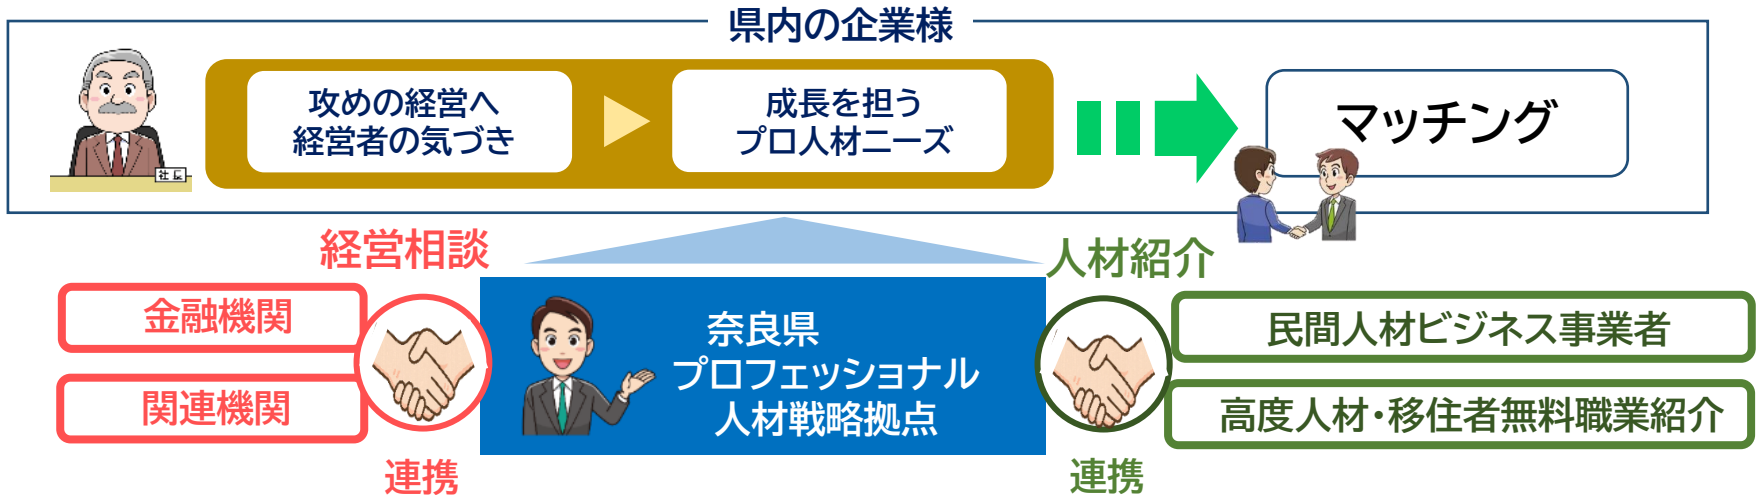 県内の企業様
攻めの経営へ
経営者の気づき
成長を担う
プロ人材ニーズ
マッチング
社長
経営相談
人材紹介
金融機関
関連機関
連携
奈良県
プロフェッショナル
人材戦略拠点
民間人材ビジネス事業者
高度人材・移住者無料職業紹介
連携